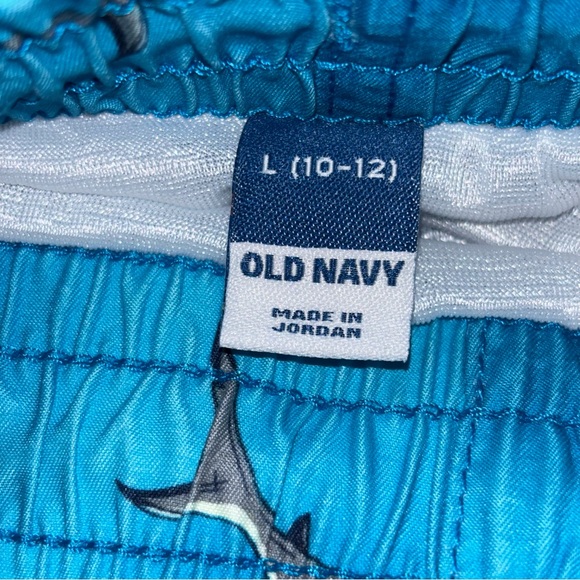 L (10-12)
OLD NAVY
MADE IN
JORDAN